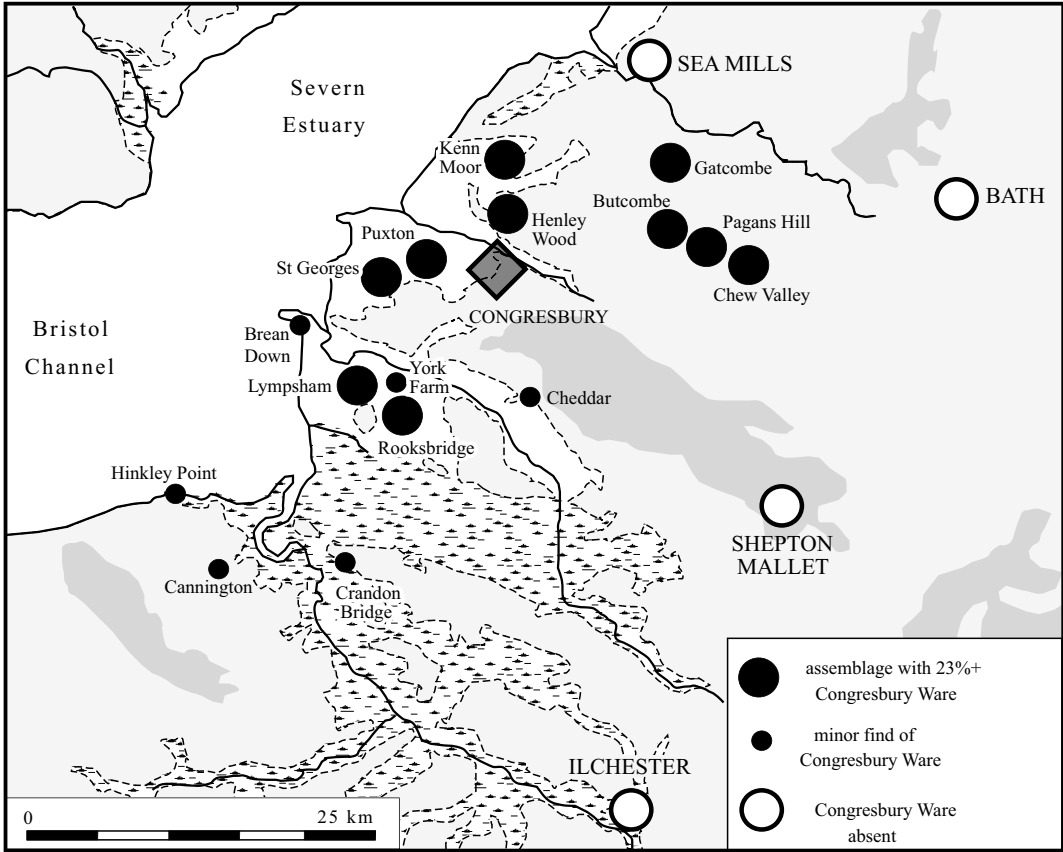 SEA MILLS
Severn
Estuary
Kenn
Moor
Gatcombe
BATH
Butcombe
Pagans Hill
Henley
Wood
Puxton
St Georges
Chew Valley
CONGRESBURY
Bristol
Channel
Brean
Down
York
Farm
Lympsham
Cheddar
Rooksbridge
Hinkley Point
SHEPTON
MALLET
Cannington
Crandon
Bridge
ILCHESTER
assemblage with 23%+
Congresbury Ware
minor find of
Congresbury Ware
Congresbury Ware
absent
0 25 km